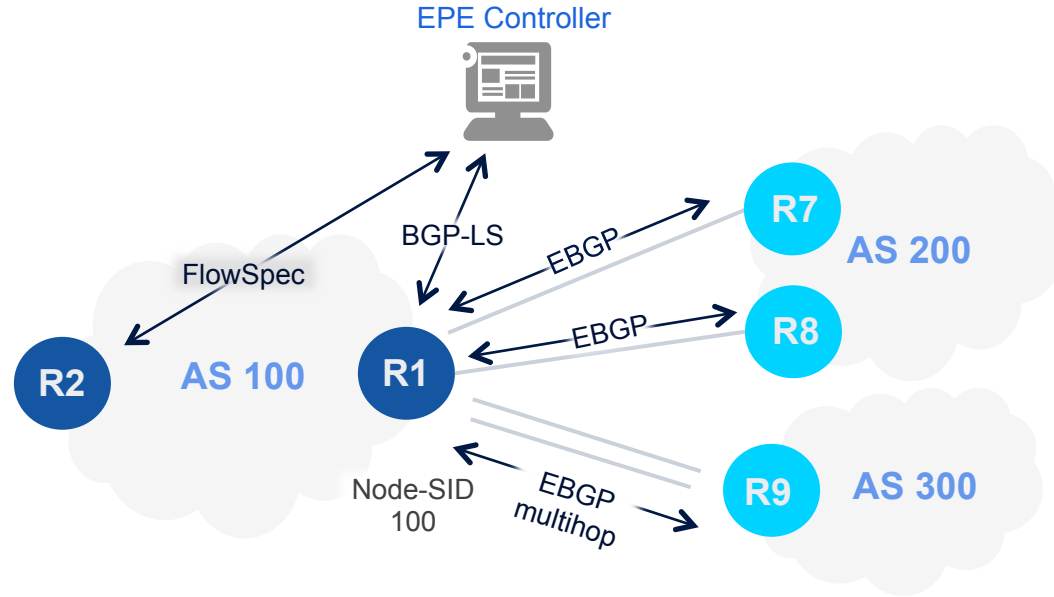 EPE Controller
BGP-LS
FlowSpec
EBGP
R7
AS 200
EBGP
R8
R2
AS 100
R1
Node-SID
100
EBGP
multihop
R9
AS 300